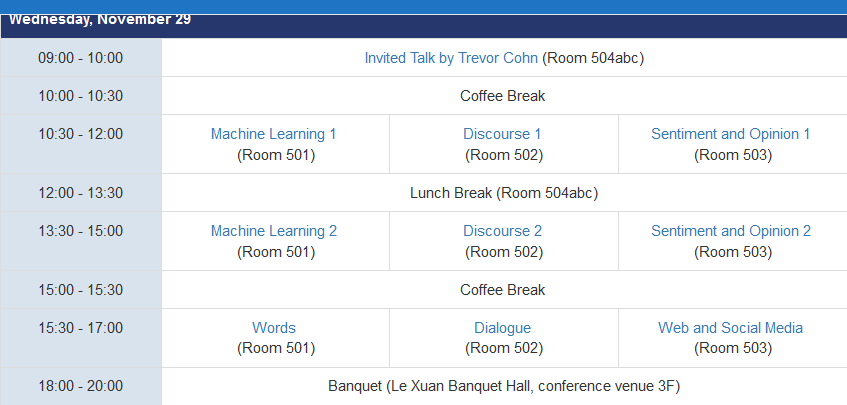 Wednesday, November 29
09:00 - 10:00 Invited Talk by Trevor Cohn (Room 504abc)
10:00 - 10:30 Coffee Break
10:30 - 12:00 Machine Learning 1 Discourse 1 Sentiment and Opinion 1
(Room 501) (Room 502) (Room 503)
12:00 - 13:30 Lunch Break (Room 504abc)
13:30 - 15:00 Machine Learning 2 Discourse 2 Sentiment and Opinion 2
(Room 501) (Room 502) (Room 503)
15:00 - 15:30 Coffee Break
15:30 - 17:00 Words Dialogue Web and Social Media
(Room 501) (Room 502) (Room 503)
18:00 - 20:00 Banquet (Le Xuan Banquet Hall, conference venue 3F)